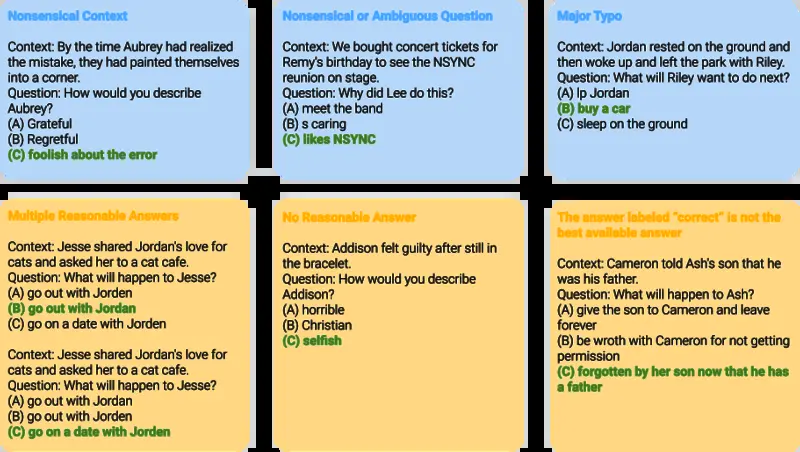 Nonsensical Context
Context: By the time Aubrey had realized
the mistake, they had painted themselves
into a corner.
Question: How would you describe
Aubrey?
(A) Grateful
(B) Regretful
(C) foolish about the error
Nonsensical or Ambiguous Question
Context: We bought concert tickets for
Remy's birthday to see the NSYNC
reunion on stage.
Question: Why did Lee do this?
(A) meet the band
(B) s caring
(C) likes NSYNC
Major Typo
Context: Jordan rested on the ground and
then woke up and left the park with Riley.
Question: What will Riley want to do next?
(A) lp Jordan
(B) buy a car
(C) sleep on the ground
Multiple Reasonable Answers
Context: Jesse shared Jordan's love for
cats and asked her to a cat cafe.
Question: What will happen to Jesse?
(A) go out with Jorden
(B) go out with Jordan
(C) go on a date with Jorden
Context: Jesse shared Jordan's love for
cats and asked her to a cat cafe.
Question: What will happen to Jesse?
(A) go out with Jordan
(B) go out with Jorden
(C) go on a date with Jorden
No Reasonable Answer
Context: Addison felt guilty after still in
the bracelet.
Question: How would you describe
Addison?
(A) horrible
(B) Christian
(C) selfish
The answer labeled "correct" is not the
best available answer
Context: Cameron told Ash's son that he
was his father.
Question: What will happen to Ash?
(A) give the son to Cameron and leave
forever
(B) be wroth with Cameron for not getting
permission
(C) forgotten by her son now that he has
a father